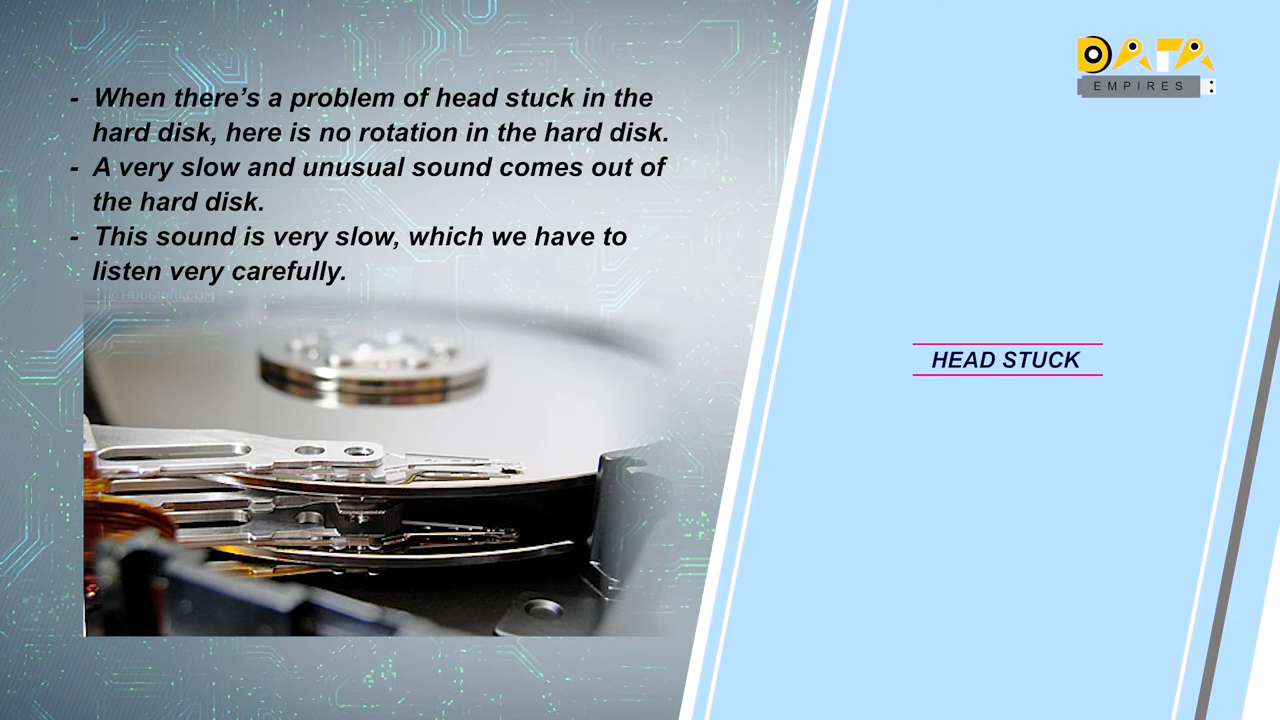 - When there's a problem of head stuck in the
hard disk, here is no rotation in the hard disk.
- A very slow and unusual sound comes out of
the hard disk.
- This sound is very slow, which we have to
listen very carefully.
DATA
EMPIRES
HEAD STUCK